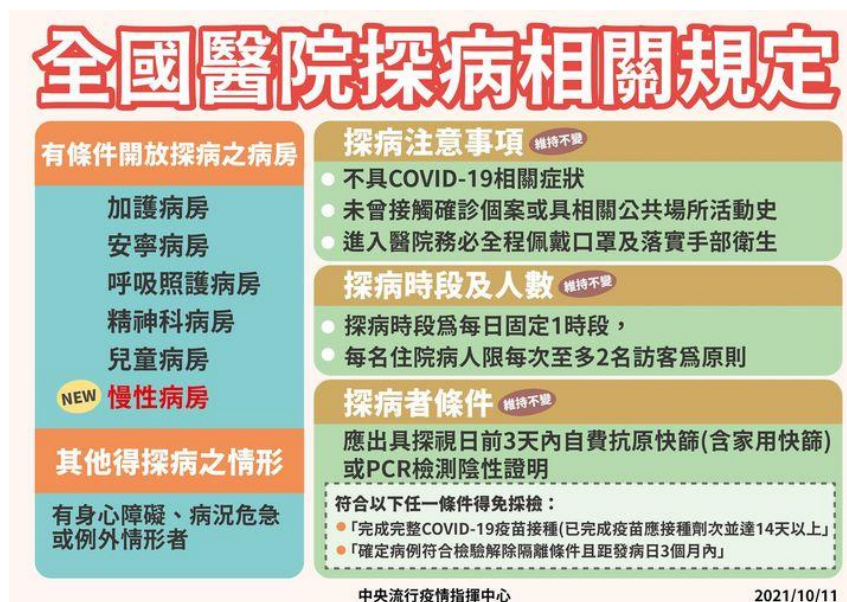 全國醫院探病相關規定
有條件開放探病之病房
加護病房
安寧病房
呼吸照護病房
精神科病房
兒童病房
NEW 慢性病房
其他得探病之情形
有身心障礙、病況危急
或例外情形者
探病注意事項 維持不變
不具COVID-19相關症狀
未曾接觸確診個案或具相關公共場所活動史
進入醫院務必全程佩戴口罩及落實手部衛生
探病時段及人數 維持不變
探病時段為每日固定1時段，
每名住院病人限每次至多2名訪客為原則
探病者條件 維持不變
應出具探視日前3天內自費抗原快篩(含家用快篩)
或PCR檢測陰性證明
符合以下任一條件得免採檢：
「完成完整COVID-19疫苗接種(已完成疫苗應接種劑次並達14天以上」
「確定病例符合檢驗解除隔離條件且距發病日3個月內」
中央流行疫情指揮中心
2021/10/11